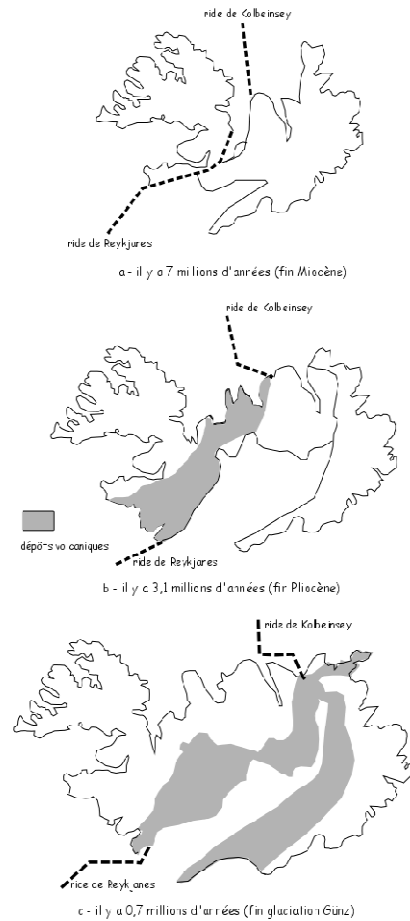 ride de Kolbeinsey
ride de Reykjanes
a - il y a 7 millions d'années (fin Miocène)
ride de Kolbeinsey
dépôts volcaniques
ride de Reykjanes
b - il y a 3,1 millions d'années (fin Pliocène)
ride de Kolbeinsey
ride de Reykjanes
c - il y a 0,7 millions d'années (fin glaciation Günz)